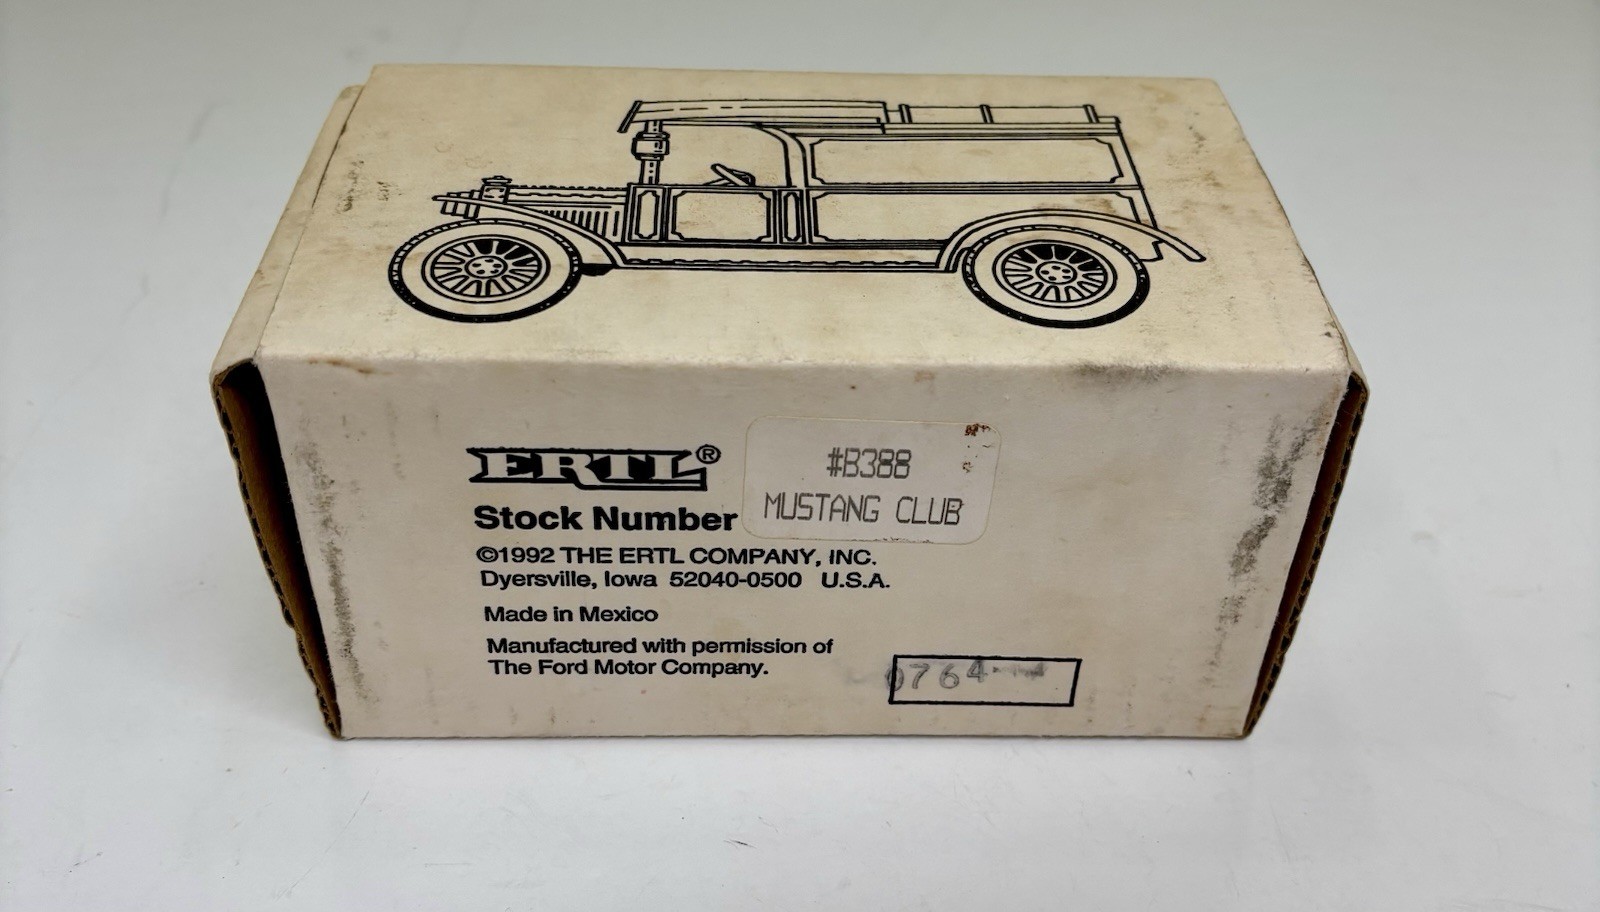 ERTL®
#B388
MUSTANG CLUB
Stock Number
©1992 THE ERTL COMPANY, INC.
Dyersville, Iowa 52040-0500 U.S.A.
Made in Mexico
Manufactured with permission of
The Ford Motor Company.
0764